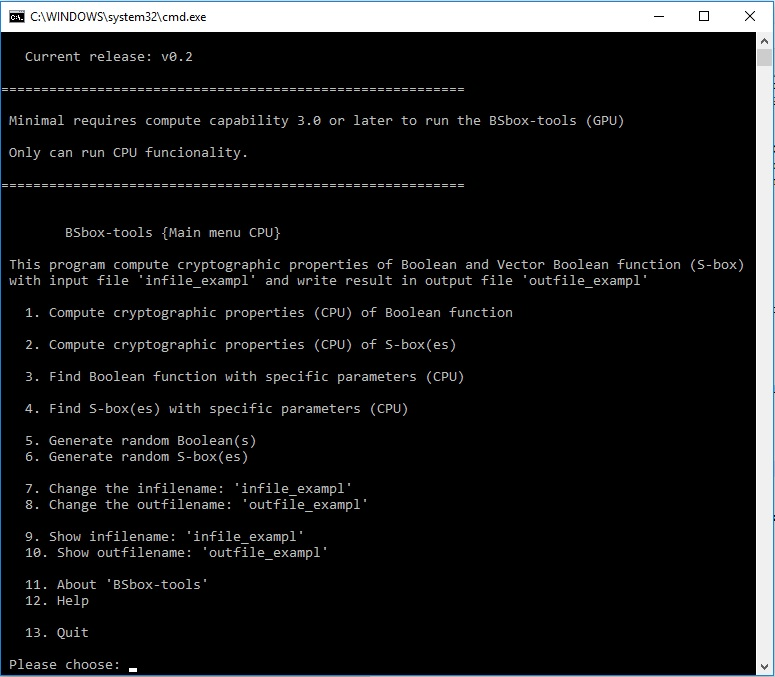 C:\WINDOWS\system32\cmd.exe
Current release: v0.2
==========================================================
Minimal requires compute capability 3.0 or later to run the BSbox-tools (GPU)
Only can run CPU funcionality.
==========================================================
BSbox-tools {Main menu CPU}
This program compute cryptographic properties of Boolean and Vector Boolean function (S-box)
with input file 'infile_exampl' and write result in output file 'outfile_exampl'
1. Compute cryptographic properties (CPU) of Boolean function
2. Compute cryptographic properties (CPU) of S-box(es)
3. Find Boolean function with specific parameters (CPU)
4. Find S-box(es) with specific parameters (CPU)
5. Generate random Boolean(s)
6. Generate random S-box(es)
7. Change the infilename: 'infile_exampl'
8. Change the outfilename: 'outfile_exampl'
9. Show infilename: 'infile_exampl'
10. Show outfilename: 'outfile_exampl'
11. About 'BSbox-tools'
12. Help
13. Quit
Please choose: _